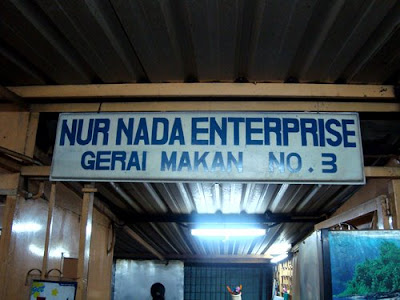 NUR NADA ENTERPRISE
GERAI MAKAN NO. 3